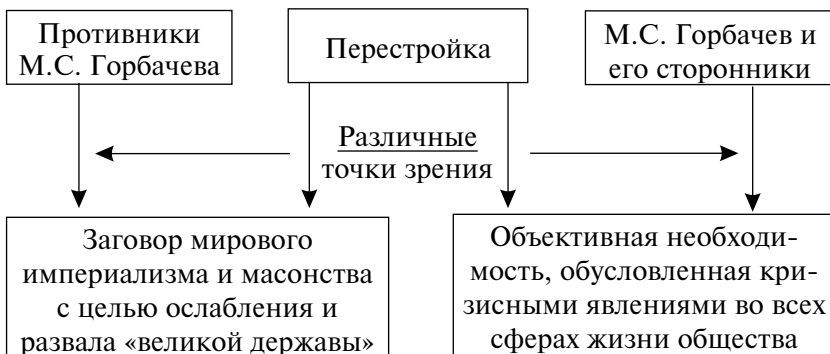 Противники
М.С. Горбачева
Перестройка
М.С. Горбачев и
его сторонники
Различные
точки зрения
Заговор мирового
империализма и масонства
с целью ослабления и
развала «великой державы»
Объективная необходи-
мость, обусловленная кри-
зисными явлениями во всех
сферах жизни общества